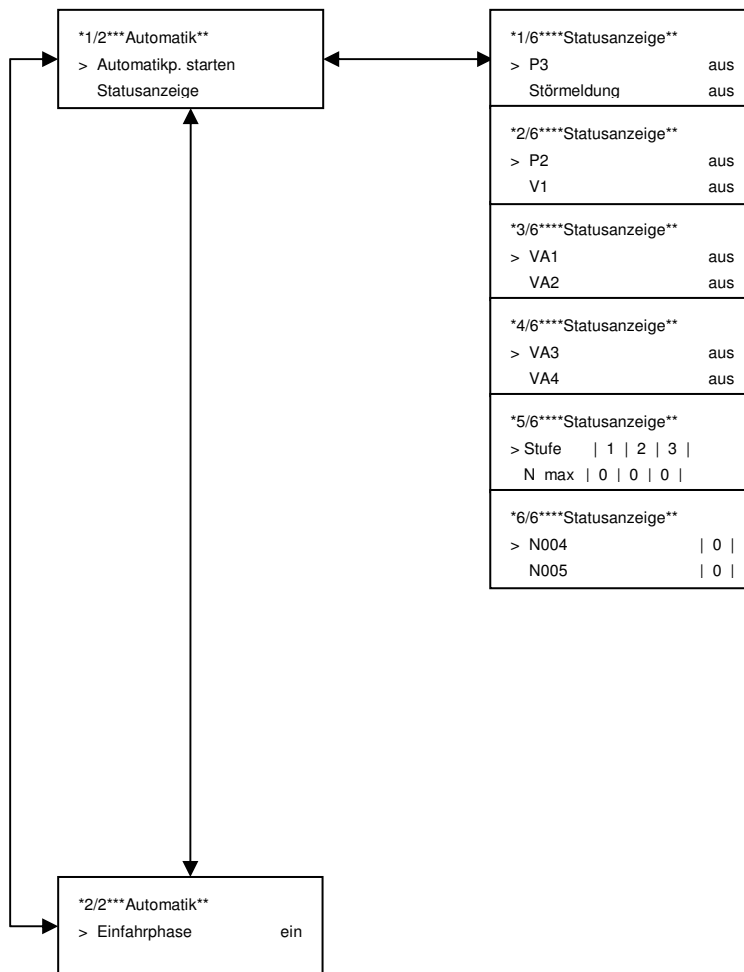 *1/2***Automatik**
> Automatikp. starten
Statusanzeige
*1/6****Statusanzeige**
> P3 aus
Störmeldung aus
*2/6****Statusanzeige**
> P2 aus
V1 aus
*3/6****Statusanzeige**
> VA1 aus
VA2 aus
*4/6****Statusanzeige**
> VA3 aus
VA4 aus
*5/6****Statusanzeige**
> Stufe | 1 | 2 | 3 |
N max | 0 | 0 | 0 |
*6/6****Statusanzeige**
> N004 | 0 |
N005 | 0 |
*2/2***Automatik**
> Einfahrphase ein